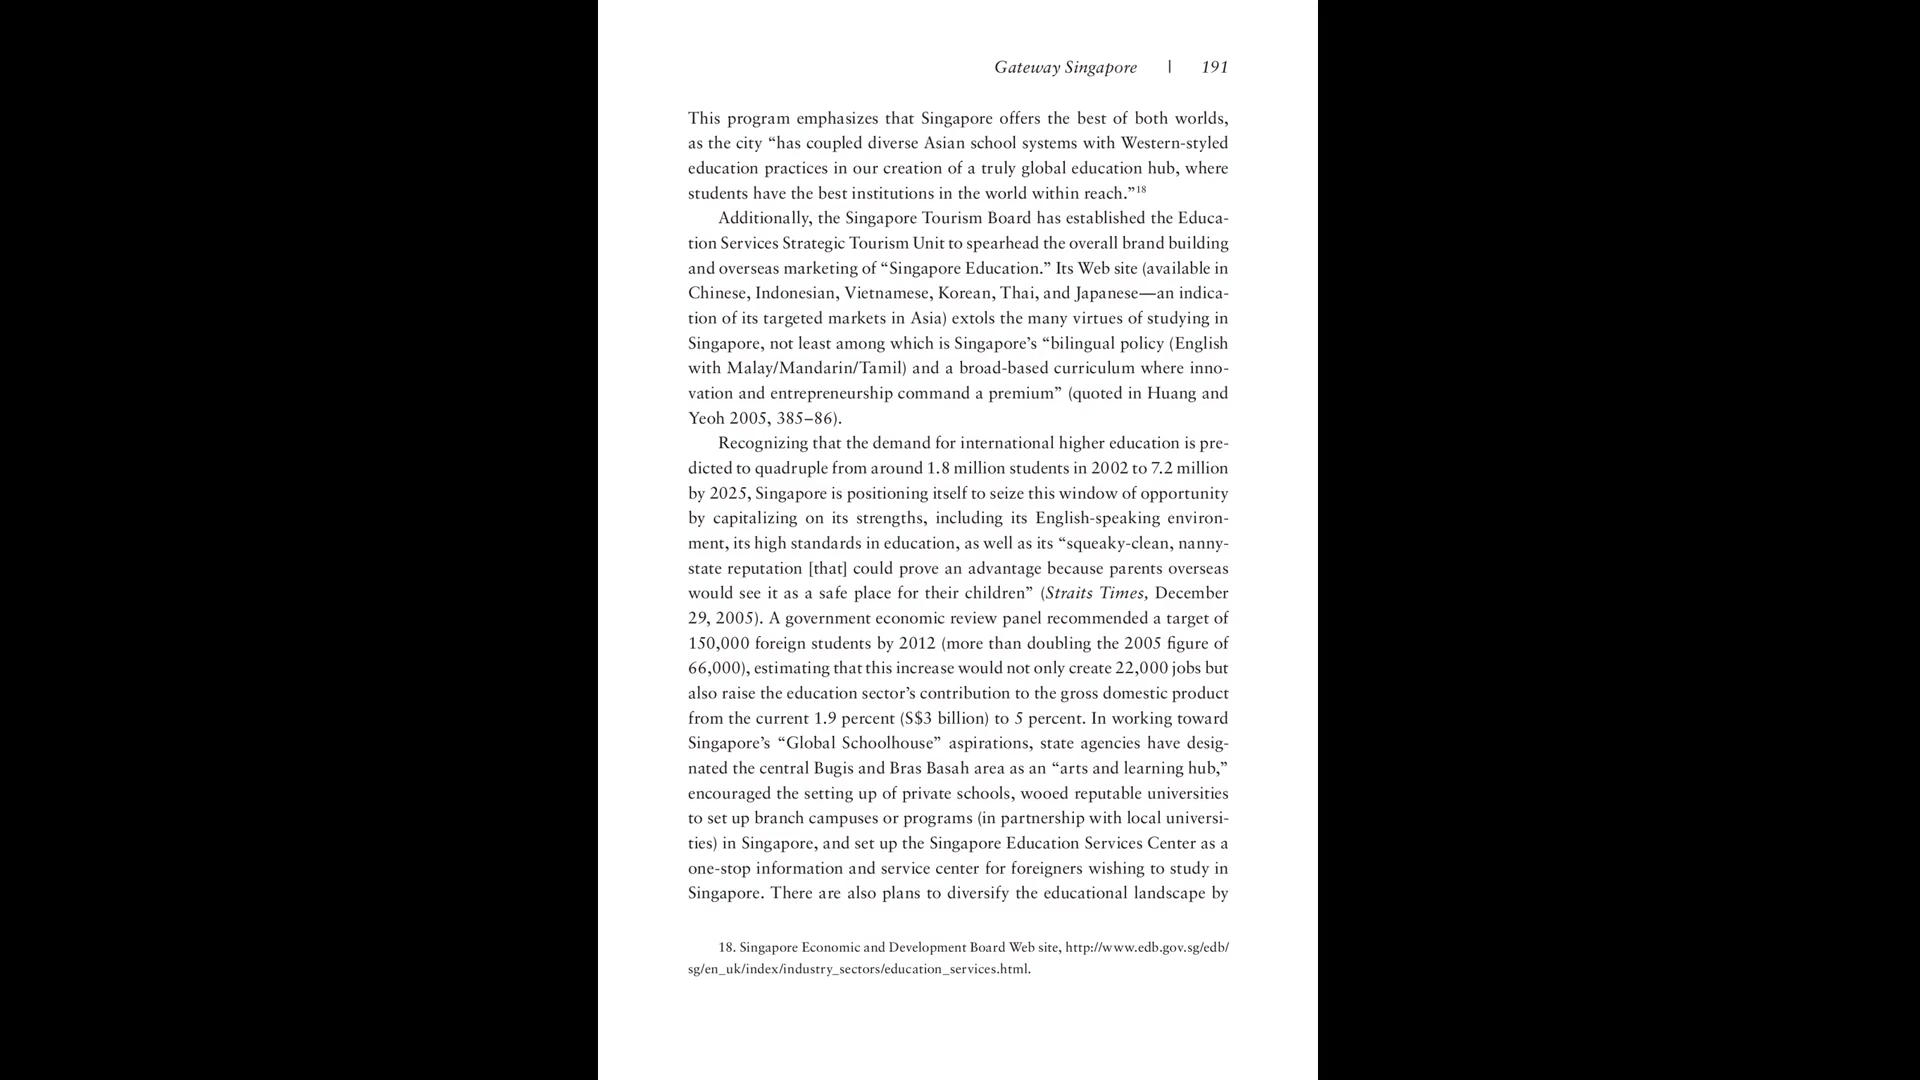 Gateway Singapore | 191
This program emphasizes that Singapore offers the best of both worlds,
as the city “has coupled diverse Asian school systems with Western-styled
education practices in our creation of a truly global education hub, where
students have the best institutions in the world within reach.”18
Additionally, the Singapore Tourism Board has established the Educa-
tion Services Strategic Tourism Unit to spearhead the overall brand building
and overseas marketing of “Singapore Education.” Its Web site (available in
Chinese, Indonesian, Vietnamese, Korean, Thai, and Japanese—an indica-
tion of its targeted markets in Asia) extols the many virtues of studying in
Singapore, not least among which is Singapore’s “bilingual policy (English
with Malay/Mandarin/Tamil) and a broad-based curriculum where inno-
vation and entrepreneurship command a premium” (quoted in Huang and
Yeoh 2005, 385–86).
Recognizing that the demand for international higher education is pre-
dicted to quadruple from around 1.8 million students in 2002 to 7.2 million
by 2025, Singapore is positioning itself to seize this window of opportunity
by capitalizing on its strengths, including its English-speaking environ-
ment, its high standards in education, as well as its “squeaky-clean, nanny-
state reputation [that] could prove an advantage because parents overseas
would see it as a safe place for their children” (Straits Times, December
29, 2005). A government economic review panel recommended a target of
150,000 foreign students by 2012 (more than doubling the 2005 figure of
66,000), estimating that this increase would not only create 22,000 jobs but
also raise the education sector’s contribution to the gross domestic product
from the current 1.9 percent (S$3 billion) to 5 percent. In working toward
Singapore’s “Global Schoolhouse” aspirations, state agencies have desig-
nated the central Bugis and Bras Basah area as an “arts and learning hub,”
encouraged the setting up of private schools, wooed reputable universities
to set up branch campuses or programs (in partnership with local universi-
ties) in Singapore, and set up the Singapore Education Services Center as a
one-stop information and service center for foreigners wishing to study in
Singapore. There are also plans to diversify the educational landscape by
18. Singapore Economic and Development Board Web site, http://www.edb.gov.sg/edb/
sg/en_uk/index/industry_sectors/education_services.html.